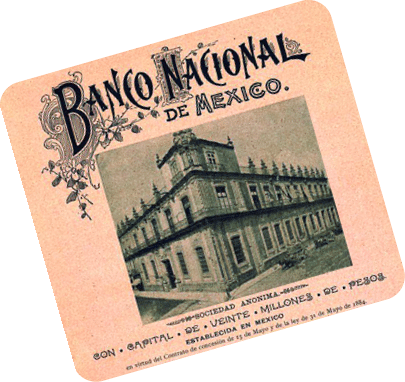 BANCO NACIONAL
DE MEXICO.
SOCIEDAD ANONIMA
CON · CAPITAL · DE · VEINTE · MILLONES · DE · PESOS
ESTABLECIDA EN MEXICO
en virtud del Contrato de concesión de 15 de Mayo y de la ley de 31 de Mayo de 1884.